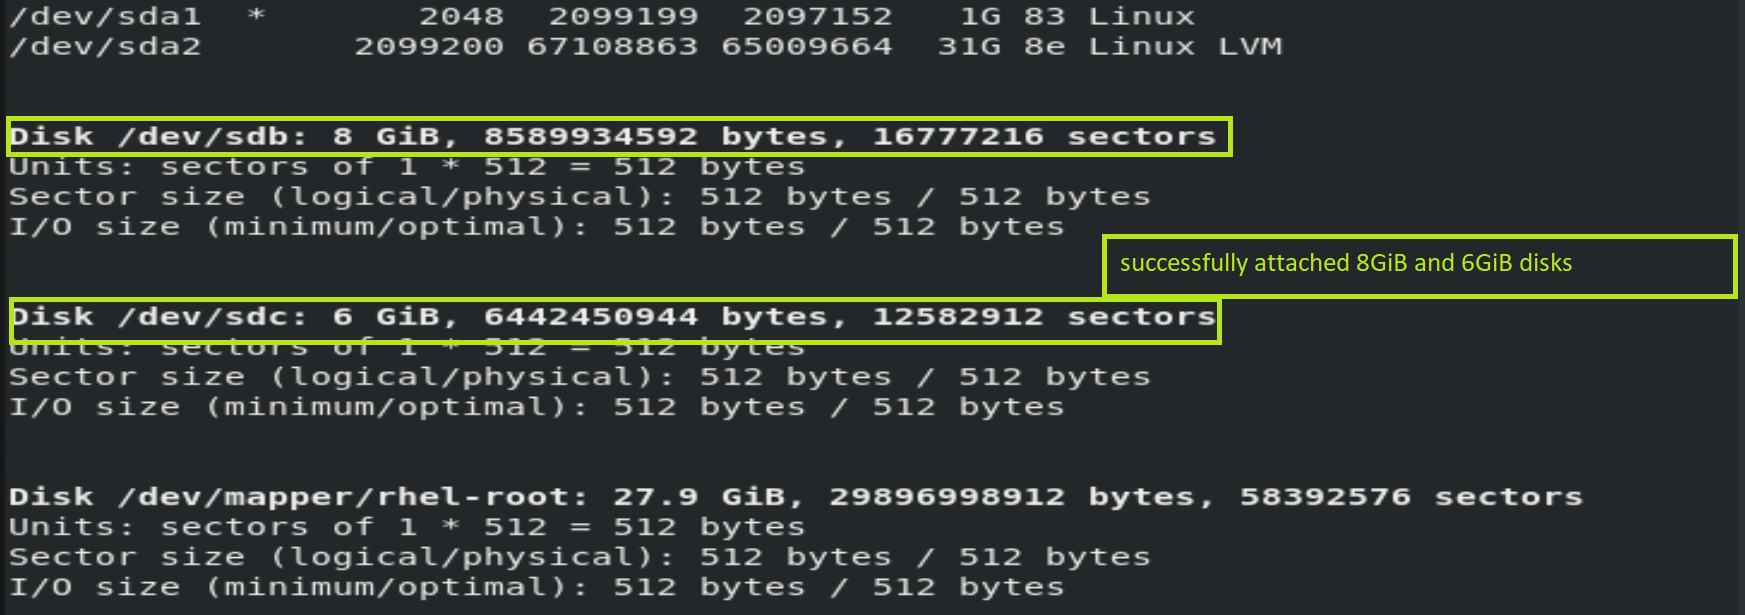 /dev/sda1  *       2048  2099199  2097152   1G 83 Linux
/dev/sda2       2099200 67108863 65009664  31G 8e Linux LVM
Disk /dev/sdb: 8 GiB, 8589934592 bytes, 16777216 sectors
Units: sectors of 1 * 512 = 512 bytes
Sector size (logical/physical): 512 bytes / 512 bytes
I/O size (minimum/optimal): 512 bytes / 512 bytes
successfully attached 8GiB and 6GiB disks
Disk /dev/sdc: 6 GiB, 6442450944 bytes, 12582912 sectors
Units: sectors of 1 * 512 = 512 bytes
Sector size (logical/physical): 512 bytes / 512 bytes
I/O size (minimum/optimal): 512 bytes / 512 bytes
Disk /dev/mapper/rhel-root: 27.9 GiB, 29896998912 bytes, 58392576 sectors
Units: sectors of 1 * 512 = 512 bytes
Sector size (logical/physical): 512 bytes / 512 bytes
I/O size (minimum/optimal): 512 bytes / 512 bytes